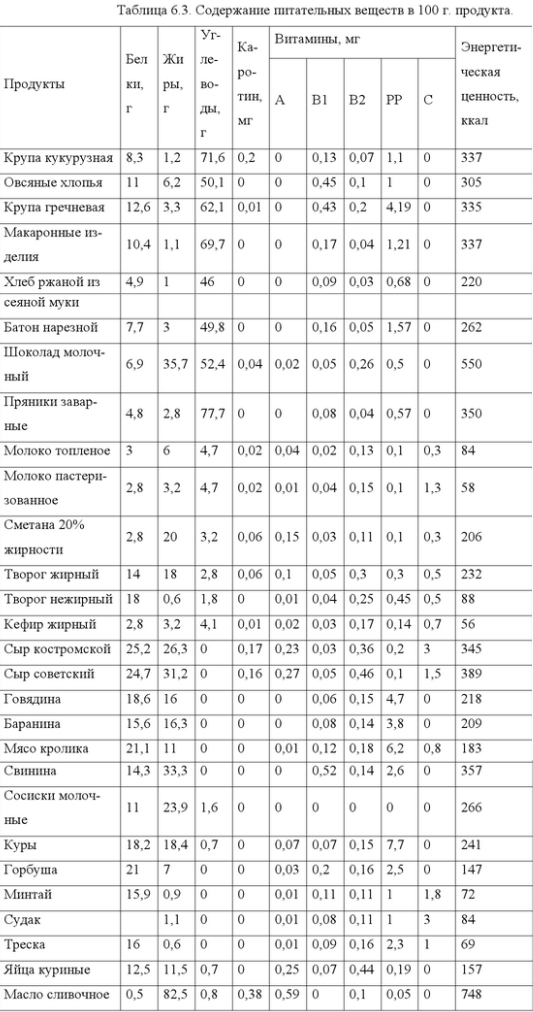 Таблица 6.3. Содержание питательных веществ в 100 г. продукта.
Продукты Бел ки, г Жи ры, г Уг- ле- во- ды, г Ка- ро- тин, мг Витамины, мг Энергети- ческая ценность, ккал
А В1 В2 РР С
Крупа кукурузная 8,3 1,2 71,6 0,2 0 0,13 0,07 1,1 0 337
Овсяные хлопья 11 6,2 50,1 0 0 0,45 0,1 1 0 305
Крупа гречневая 12,6 3,3 62,1 0,01 0 0,43 0,2 4,19 0 335
Макаронные из-
делия 10,4 1,1 69,7 0 0 0,17 0,04 1,21 0 337
Хлеб ржаной из 4,9 1 46 0 0 0,09 0,03 0,68 0 220
сеяной муки
Батон нарезной 7,7 3 49,8 0 0 0,16 0,05 1,57 0 262
Шоколад молоч-
ный 6,9 35,7 52,4 0,04 0,02 0,05 0,26 0,5 0 550
Пряники завар-
ные 4,8 2,8 77,7 0 0 0,08 0,04 0,57 0 350
Молоко топленое 3 6 4,7 0,02 0,04 0,02 0,13 0,1 0,3 84
Молоко пастери-
зованное 2,8 3,2 4,7 0,02 0,01 0,04 0,15 0,1 1,3 58
Сметана 20%
жирности 2,8 20 3,2 0,06 0,15 0,03 0,11 0,1 0,3 206
Творог жирный 14 18 2,8 0,06 0,1 0,05 0,3 0,3 0,5 232
Творог нежирный 18 0,6 1,8 0 0,01 0,04 0,25 0,45 0,5 88
Кефир жирный 2,8 3,2 4,1 0,01 0,02 0,03 0,17 0,14 0,7 56
Сыр костромской 25,2 26,3 0 0,17 0,23 0,03 0,36 0,2 3 345
Сыр советский 24,7 31,2 0 0,16 0,27 0,05 0,46 0,1 1,5 389
Говядина 18,6 16 0 0 0 0,06 0,15 4,7 0 218
Баранина 15,6 16,3 0 0 0 0,08 0,14 3,8 0 209
Мясо кролика 21,1 11 0 0 0,01 0,12 0,18 6,2 0,8 183
Свинина 14,3 33,3 0 0 0 0,52 0,14 2,6 0 357
Сосиски молоч-
ные 11 23,9 1,6 0 0 0 0 0 0 266
Куры 18,2 18,4 0,7 0 0,07 0,07 0,15 7,7 0 241
Горбуша 21 7 0 0 0,03 0,2 0,16 2,5 0 147
Минтай 15,9 0,9 0 0 0,01 0,11 0,11 1 1,8 72
Судак 1,1 0 0 0,01 0,08 0,11 1 3 84
Треска 16 0,6 0 0 0,01 0,09 0,16 2,3 1 69
Яйца куриные 12,5 11,5 0,7 0 0,25 0,07 0,44 0,19 0 157
Масло сливочное 0,5 82,5 0,8 0,38 0,59 0 0,1 0,05 0 748